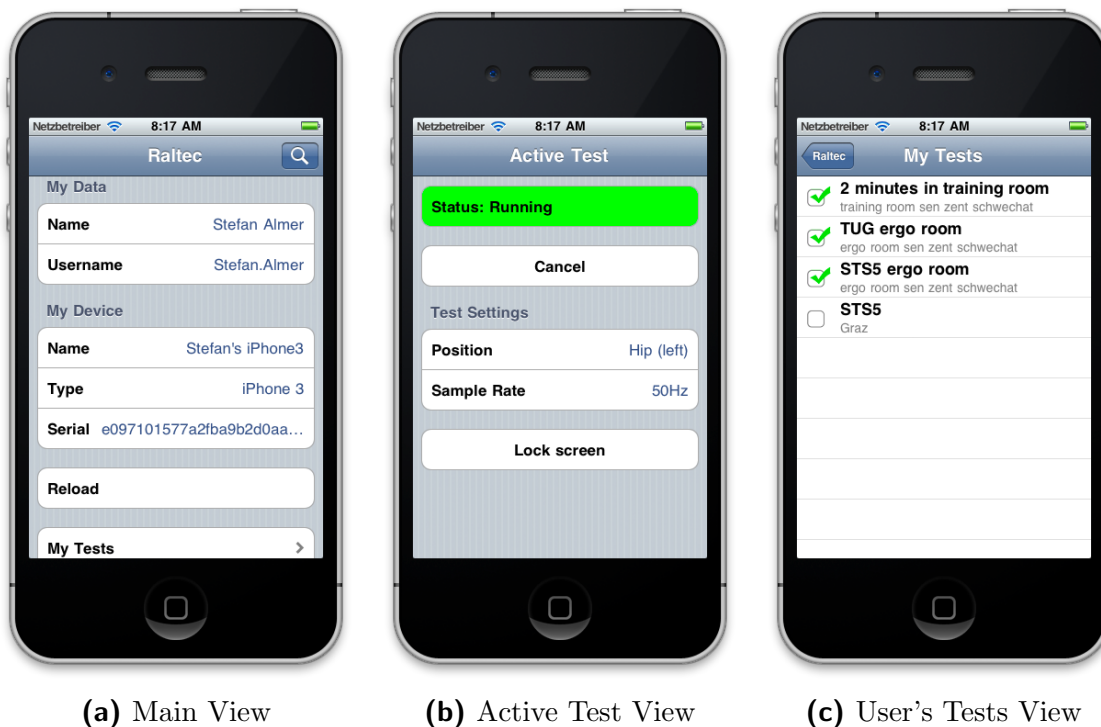 Netzbetreiber 8:17 AM
Raltec
My Data
Name Stefan Almer
Username Stefan.Almer
My Device
Name Stefan's iPhone3
Type iPhone 3
Serial e097101577a2fba9b2d0aa...
Reload
My Tests
(a) Main View
Netzbetreiber 8:17 AM
Active Test
Status: Running
Cancel
Test Settings
Position Hip (left)
Sample Rate 50Hz
Lock screen
(b) Active Test View
Netzbetreiber 8:17 AM
Raltec My Tests
2 minutes in training room
training room sen zent schwechat
TUG ergo room
ergo room sen zent schwechat
STS5 ergo room
ergo room sen zent schwechat
STS5
Graz
(c) User's Tests View